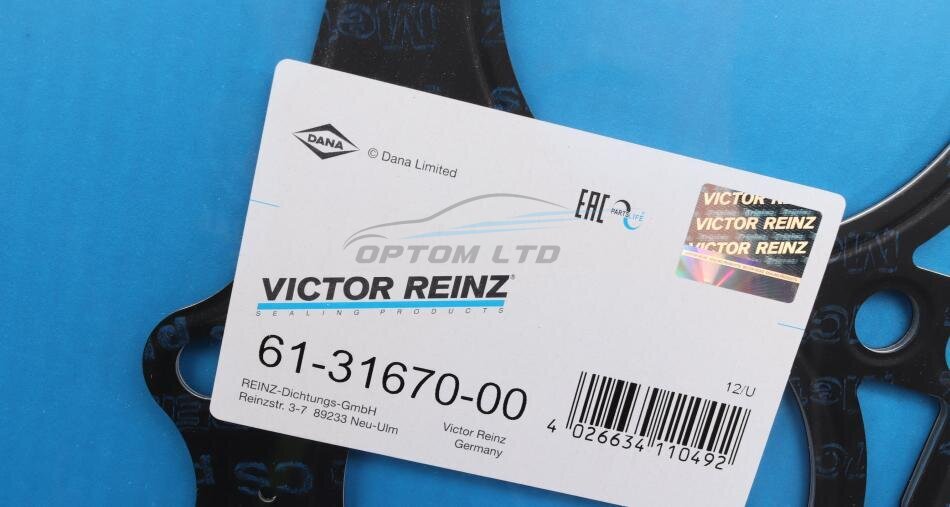 DANA
© Dana Limited
EAC
PARTSLIFE
VICTOR REINZ
VICTOR REINZ
VICTOR REINZ
OPTOM LTD
VICTOR REINZ®
SEALING PRODUCTS
61-31670-00
12/U
REINZ-Dichtungs-GmbH
Reinzstr. 3-7 89233 Neu-Ulm
Victor Reinz
Germany
4 026634 110492